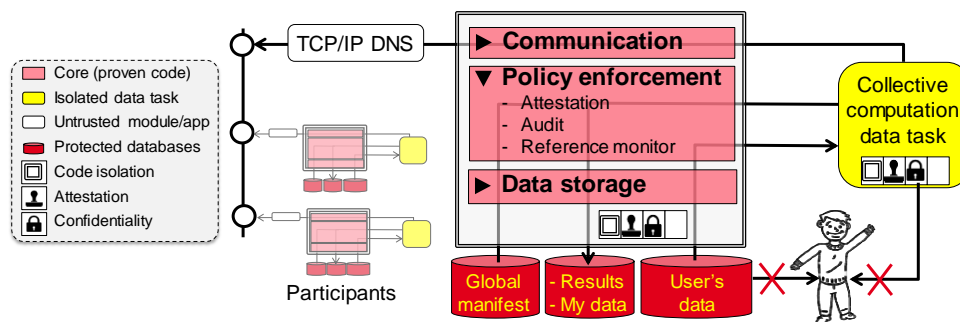 TCP/IP DNS
Core (proven code)
Isolated data task
Untrusted module/app
Protected databases
Code isolation
Attestation
Confidentiality
Participants
Communication
Policy enforcement
- Attestation
- Audit
- Reference monitor
Data storage
Global
manifest
- Results
- My data
User's
data
Collective
computation
data task